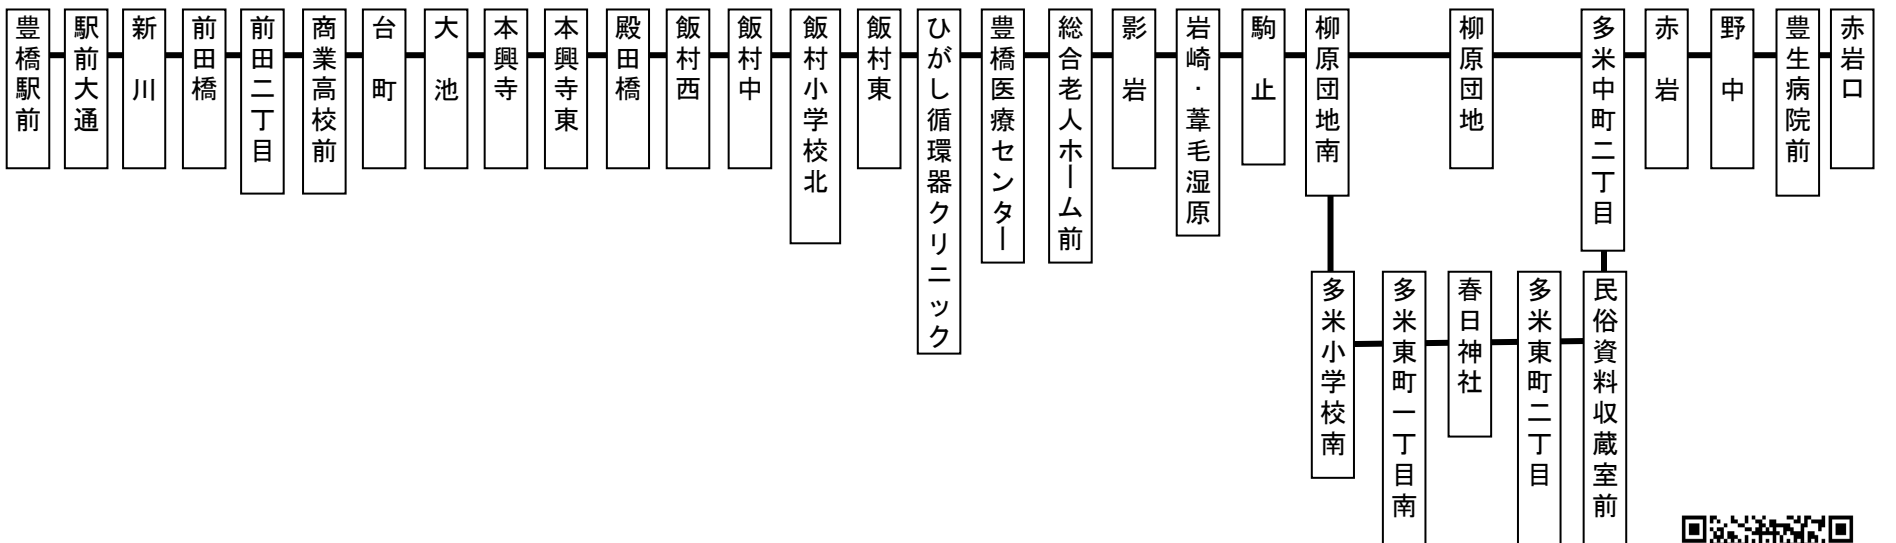 豊橋駅前
駅前大通
新川
前田橋
前田二丁目
商業高校前
台町
大池
本興寺
本興寺東
殿田橋
飯村西
飯村中
飯村小学校北
飯村東
ひがし循環器クリニック
豊橋医療センター
総合老人ホーム前
影岩
岩崎・葦毛湿原
駒止
柳原団地南
柳原団地
多米中町二丁目
赤岩
野中
豊生病院前
赤岩口
多米小学校南
多米東町一丁目南
春日神社
多米東町二丁目
民俗資料収蔵室前